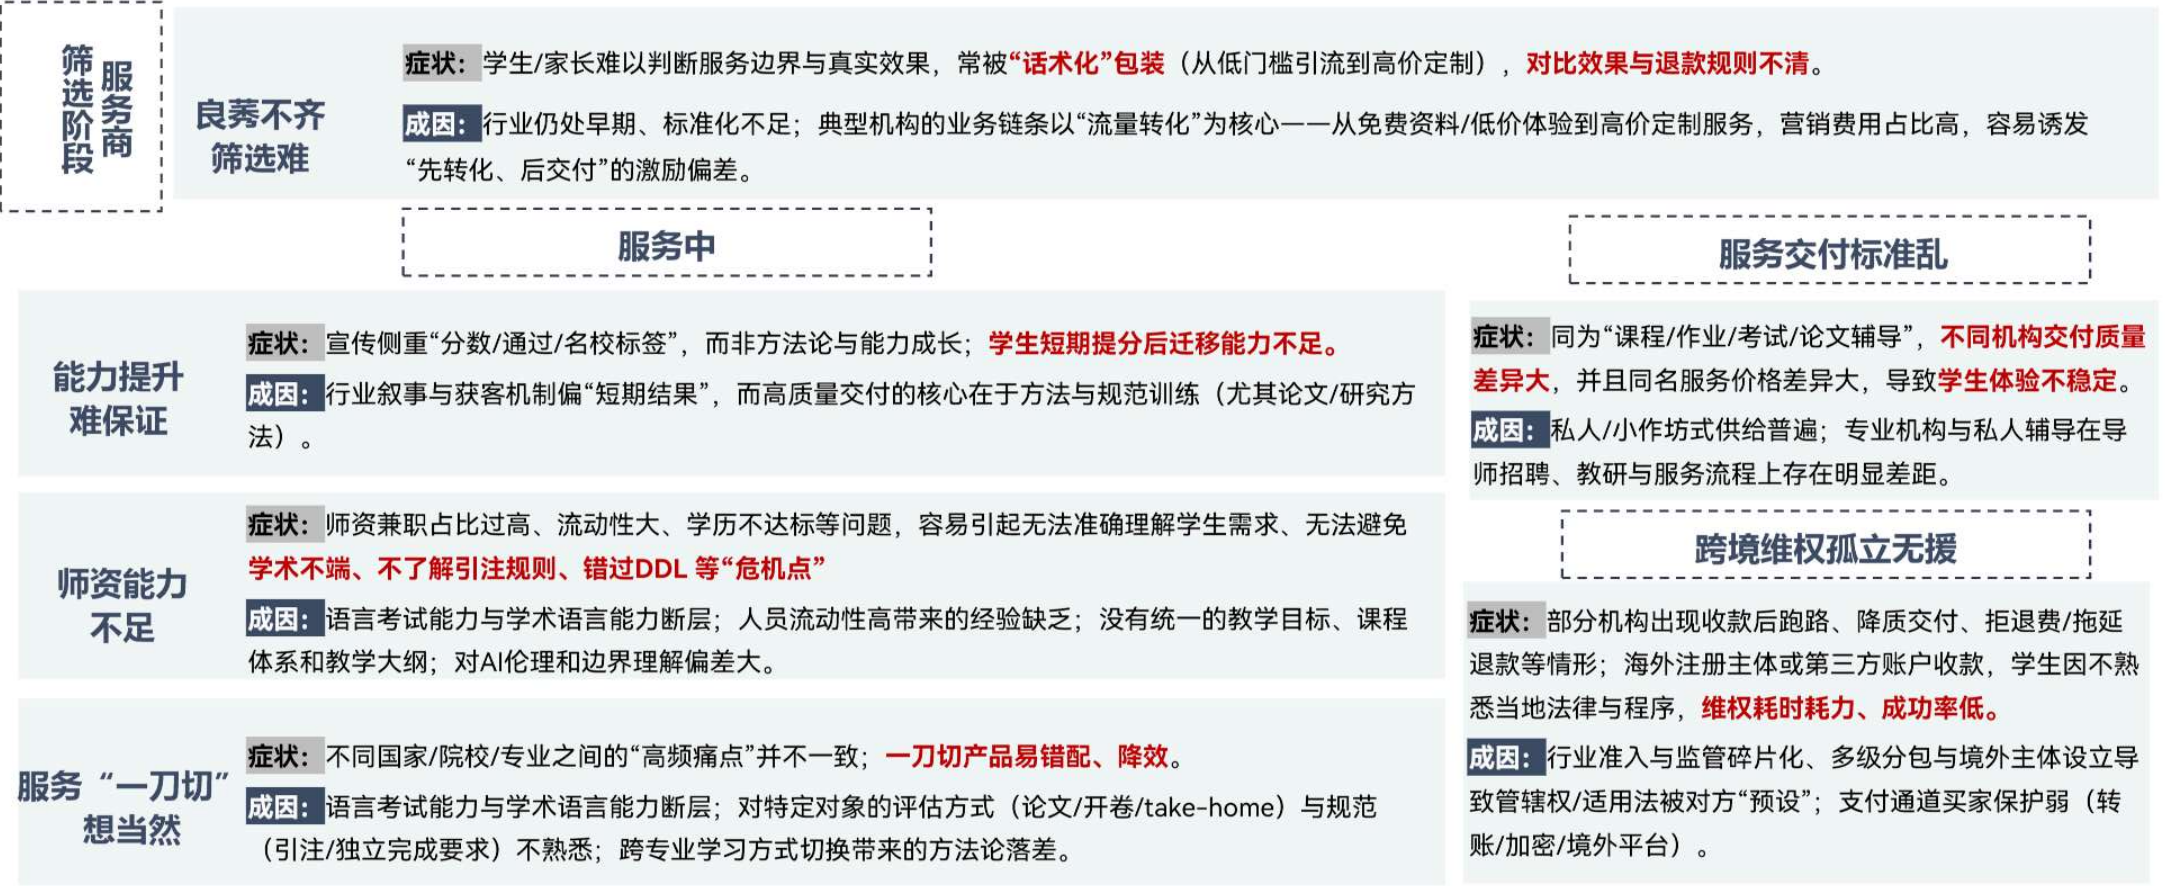 服务商
筛选阶段
良莠不齐
筛选难
症状：学生/家长难以判断服务边界与真实效果，常被“话术化”包装（从低门槛引流到高价定制），对比效果与退款规则不清。
成因：行业仍处早期、标准化不足；典型机构的业务链条以“流量转化”为核心——从免费资料/低价体验到高价定制服务，营销费用占比高，容易诱发
“先转化、后交付”的激励偏差。
服务中
能力提升
难保证
症状：宣传侧重“分数/通过/名校标签”，而非方法论与能力成长；学生短期提分后迁移能力不足。
成因：行业叙事与获客机制偏“短期结果”，而高质量交付的核心在于方法与规范训练（尤其论文/研究方
法）。
师资能力
不足
症状：师资兼职占比过高、流动性大、学历不达标等问题，容易引起无法准确理解学生需求、无法避免
学术不端、不了解引注规则、错过DDL 等“危机点”
成因：语言考试能力与学术语言能力断层；人员流动性高带来的经验缺乏；没有统一的教学目标、课程
体系和教学大纲；对AI伦理和边界理解偏差大。
服务“一刀切”
想当然
症状：不同国家/院校/专业之间的“高频痛点”并不一致；一刀切产品易错配、降效。
成因：语言考试能力与学术语言能力断层；对特定对象的评估方式（论文/开卷/take-home）与规范
（引注/独立完成要求）不熟悉；跨专业学习方式切换带来的方法论落差。
服务交付标准乱
症状：同为“课程/作业/考试/论文辅导”，不同机构交付质量
差异大，并且同名服务价格差异大，导致学生体验不稳定。
成因：私人/小作坊式供给普遍；专业机构与私人辅导在导
师招聘、教研与服务流程上存在明显差距。
跨境维权孤立无援
症状：部分机构出现收款后跑路、降质交付、拒退费/拖延
退款等情形；海外注册主体或第三方账户收款，学生因不熟
悉当地法律与程序，维权耗时耗力、成功率低。
成因：行业准入与监管碎片化、多级分包与境外主体设立导
致管辖权/适用法被对方“预设”；支付通道买家保护弱（转
账/加密/境外平台）。